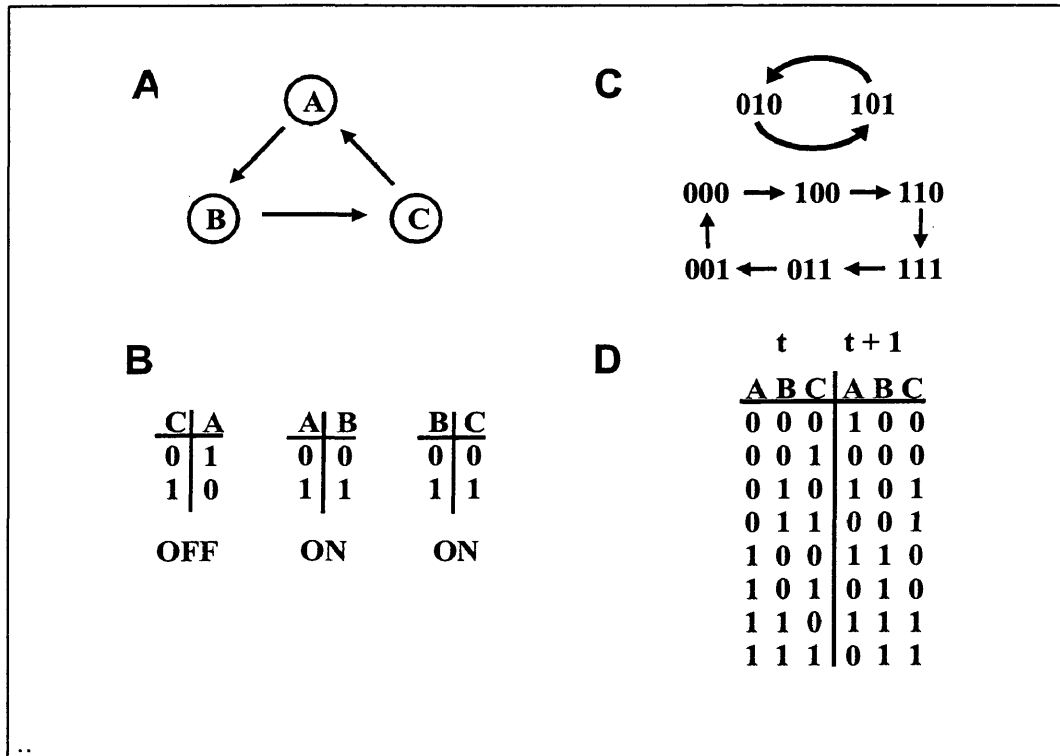 A
A
B C
B
C A
0 1
1 0
A B
0 0
1 1
B C
0 0
1 1
OFF ON ON
C
010 101
000 100 110
001 011 111
D
t t + 1
A B C A B C
0 0 0 1 0 0
0 0 1 0 0 0
0 1 0 1 0 1
0 1 1 0 0 1
1 0 0 1 1 0
1 0 1 0 1 0
1 1 0 1 1 1
1 1 1 0 1 1